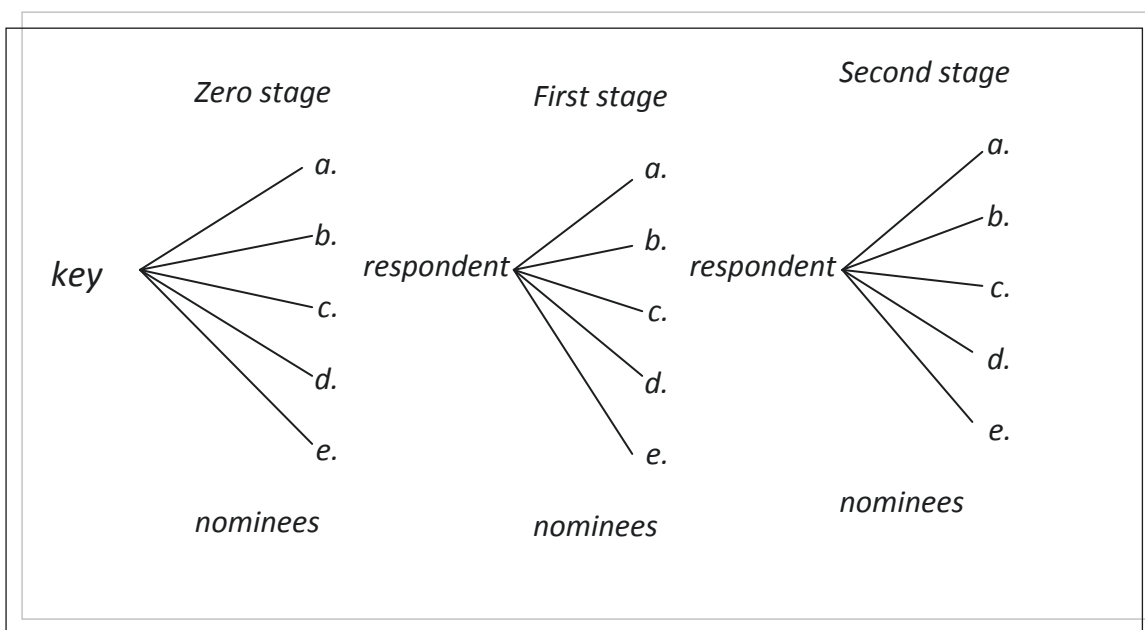 Zero stage
First stage
Second stage
key
a.
b.
c.
d.
e.
nominees
respondent
a.
b.
c.
d.
e.
nominees
respondent
a.
b.
c.
d.
e.
nominees